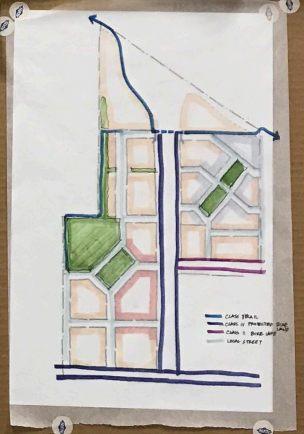 CLASS I TRAIL
CLASS IV PROTECTED BIKE
LANE
CLASS II BIKE LANE
LOCAL STREET